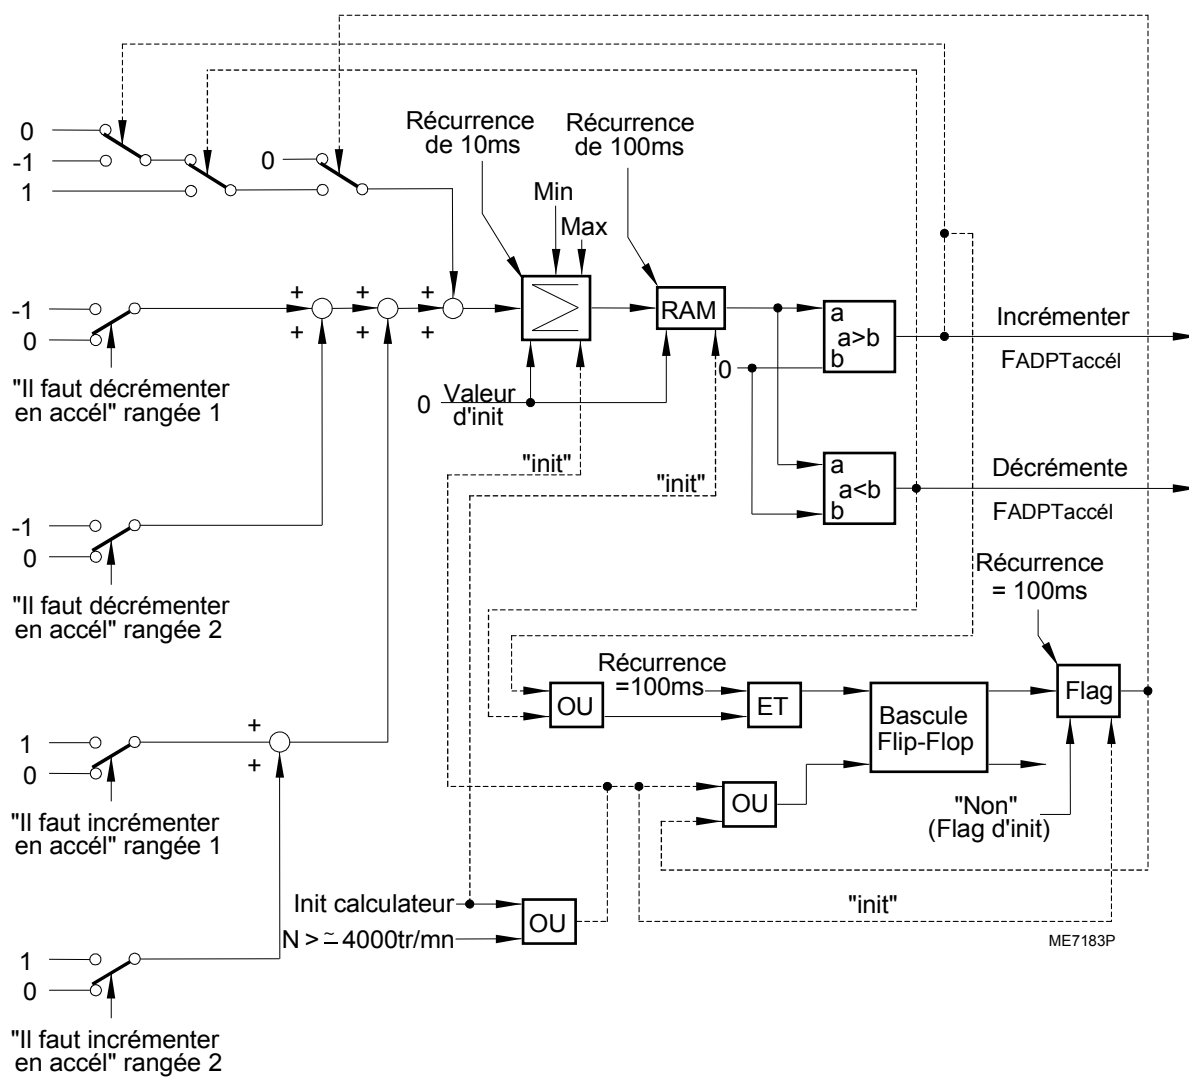 0
-1
1
0
Récurrence
de 10ms
Récurrence
de 100ms
Min
Max
-1
0
+
+
+
+
+
+
"Il faut décrémenter
en accél" rangée 1
RAM
a
a>b
b
0
Incrémenter
FADPTaccél
0
Valeur
d'init
"init"
"init"
a
a<b
b
Décrémente
FADPTaccél
-1
0
"Il faut décrémenter
en accél" rangée 2
Récurrence
= 100ms
Récurrence
=100ms
OU
ET
Bascule
Flip-Flop
Flag
1
0
+
+
"Il faut incrémenter
en accél" rangée 1
OU
"Non"
(Flag d'init)
Init calculateur
N > ≃ 4000tr/mn
OU
"init"
ME7183P
1
0
"Il faut incrémenter
en accél" rangée 2